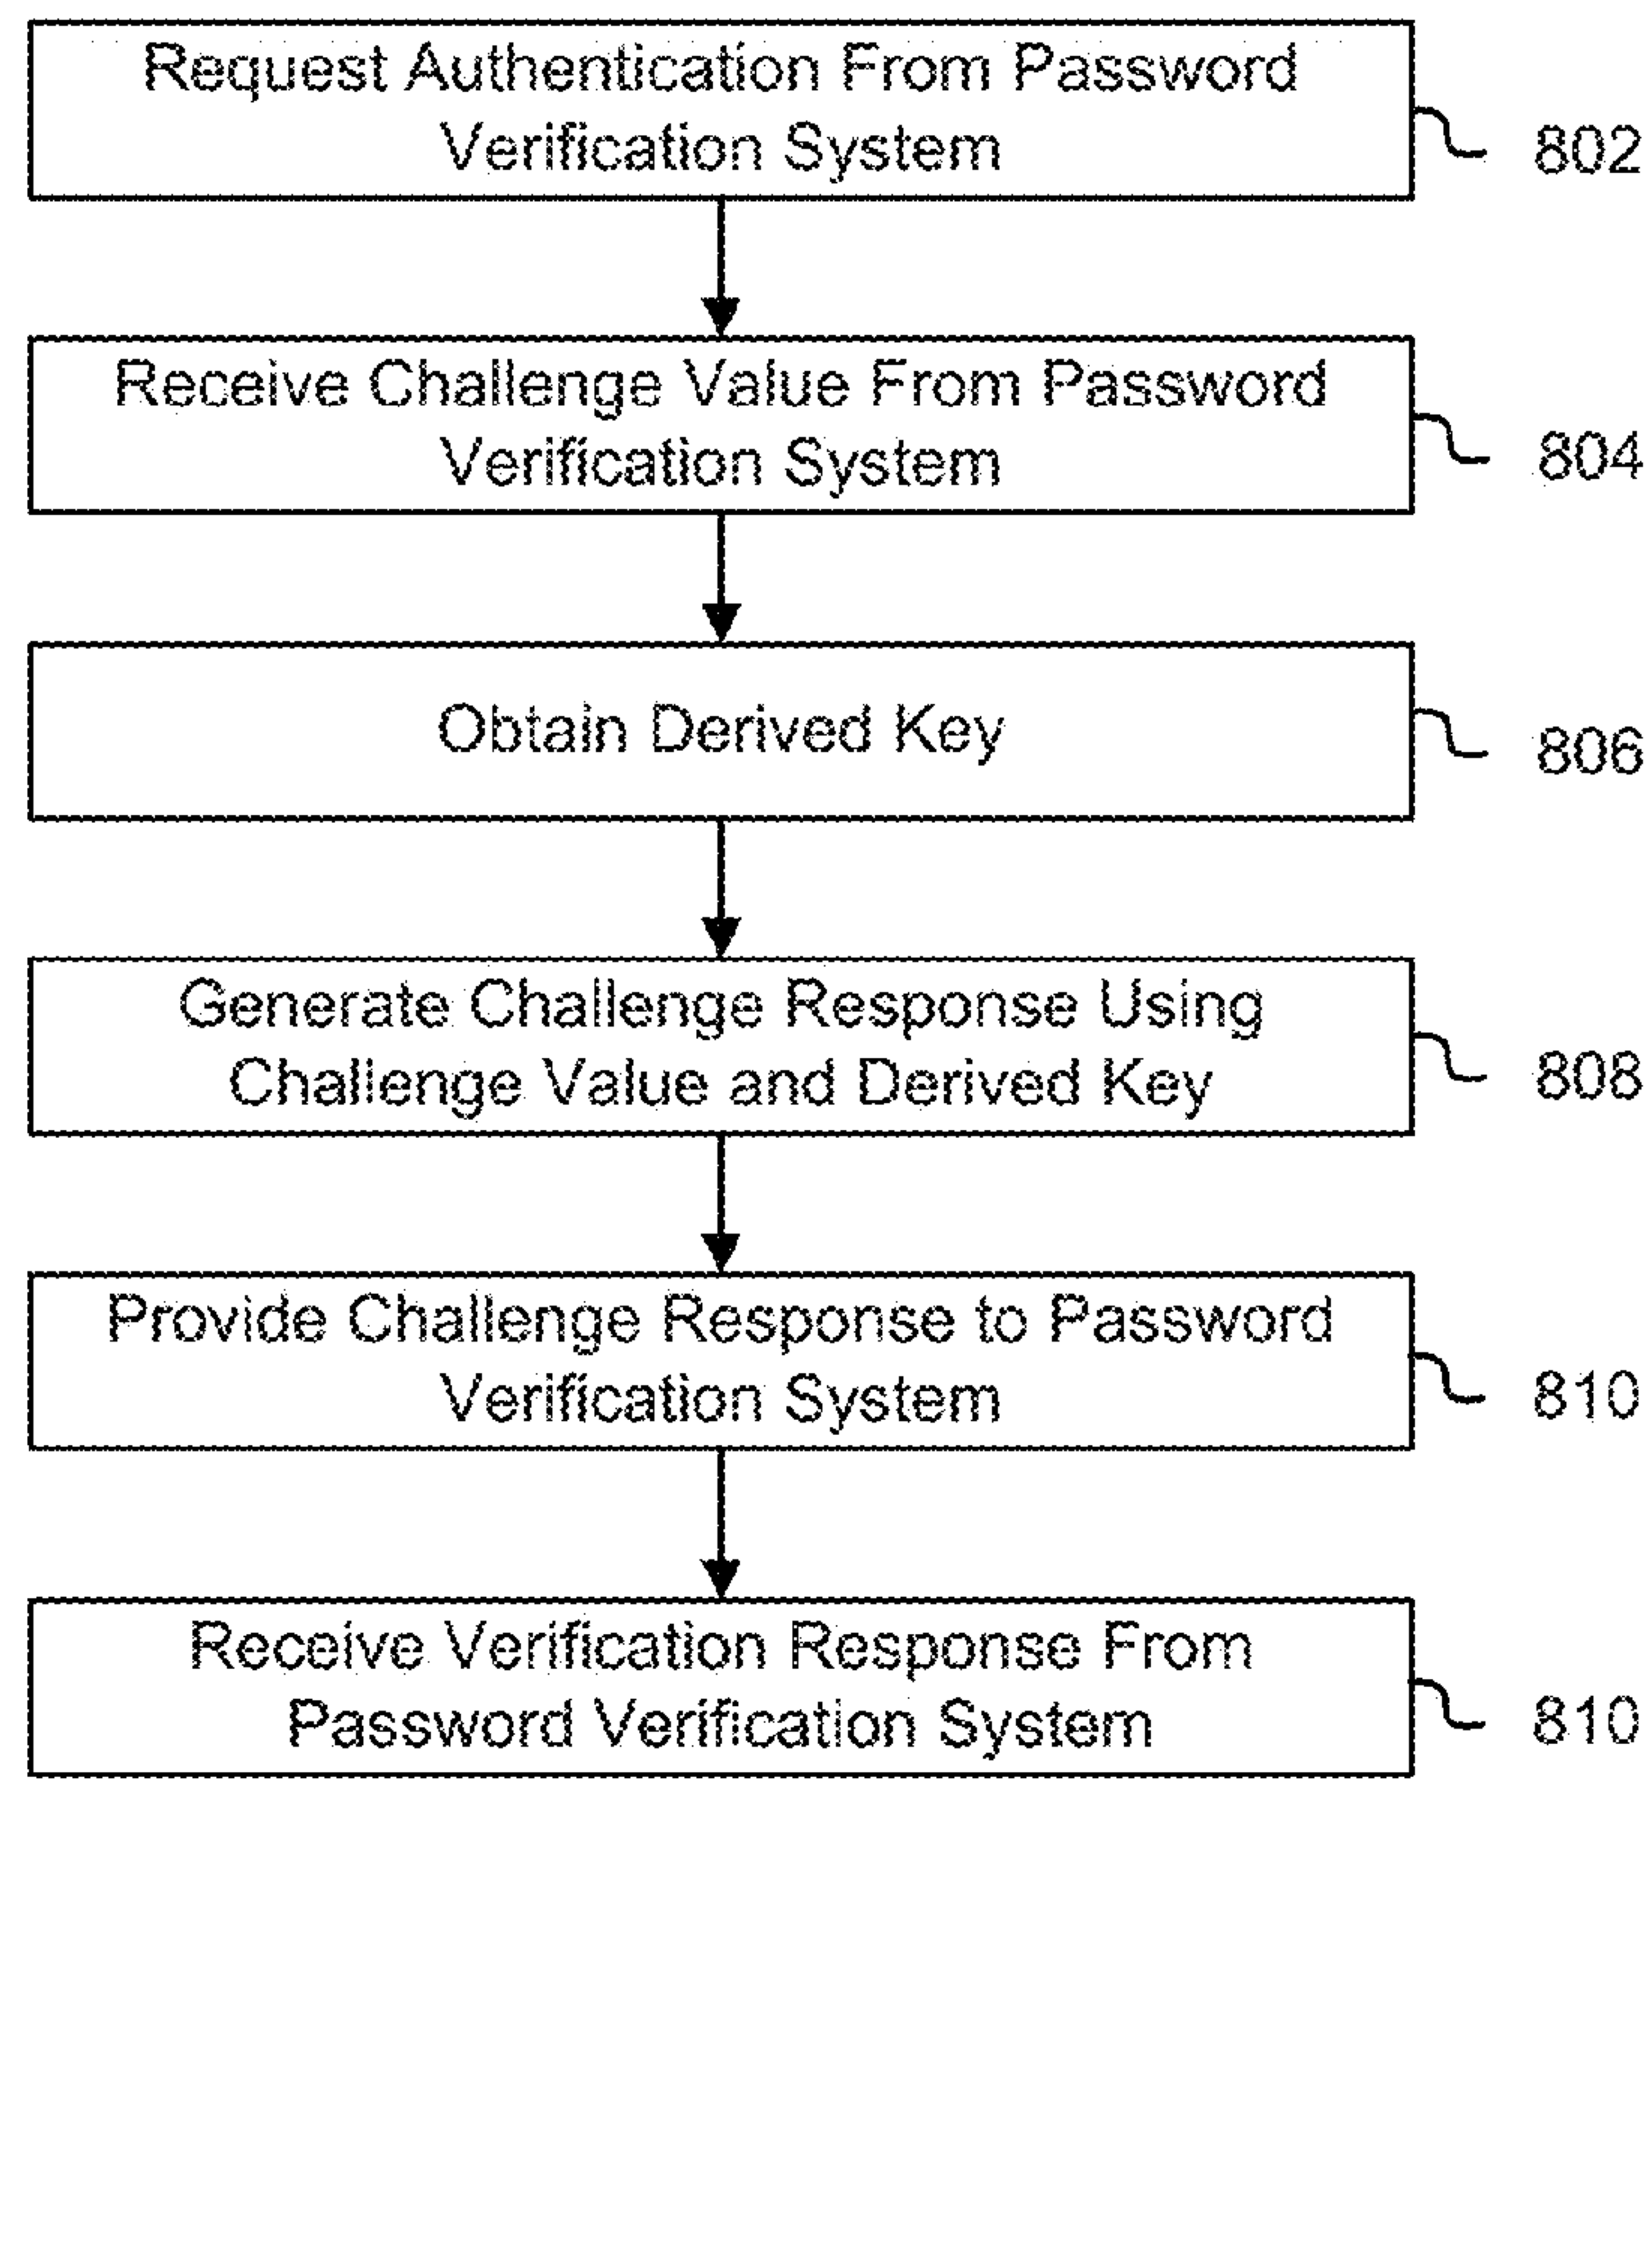 Request Authentication From Password
Verification System
802
Receive Challenge Value From Password
Verification System
804
Obtain Derived Key
806
Generate Challenge Response Using
Challenge Value and Derived Key
808
Provide Challenge Response to Password
Verification System
810
Receive Verification Response From
Password Verification System
810